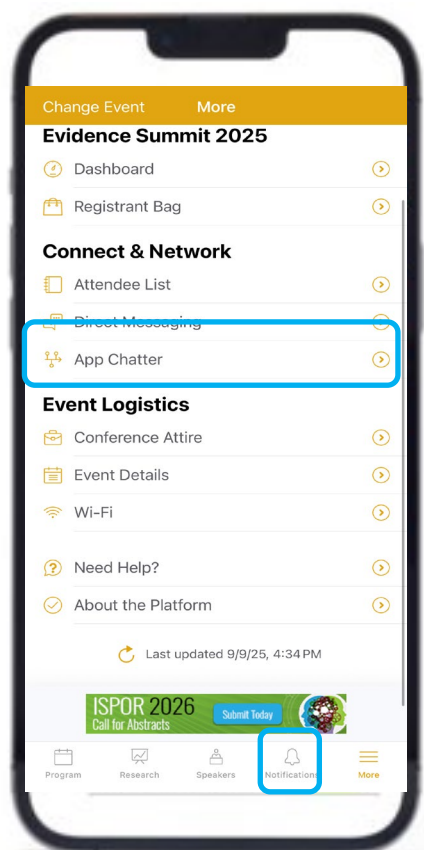 Change Event More
Evidence Summit 2025
Dashboard
Registrant Bag
Connect & Network
Attendee List
Direct Messaging
App Chatter
Event Logistics
Conference Attire
Event Details
Wi-Fi
Need Help?
About the Platform
Last updated 9/9/25, 4:34 PM
ISPOR 2026
Call for Abstracts
Submit Today
Program Research Speakers Notifications More